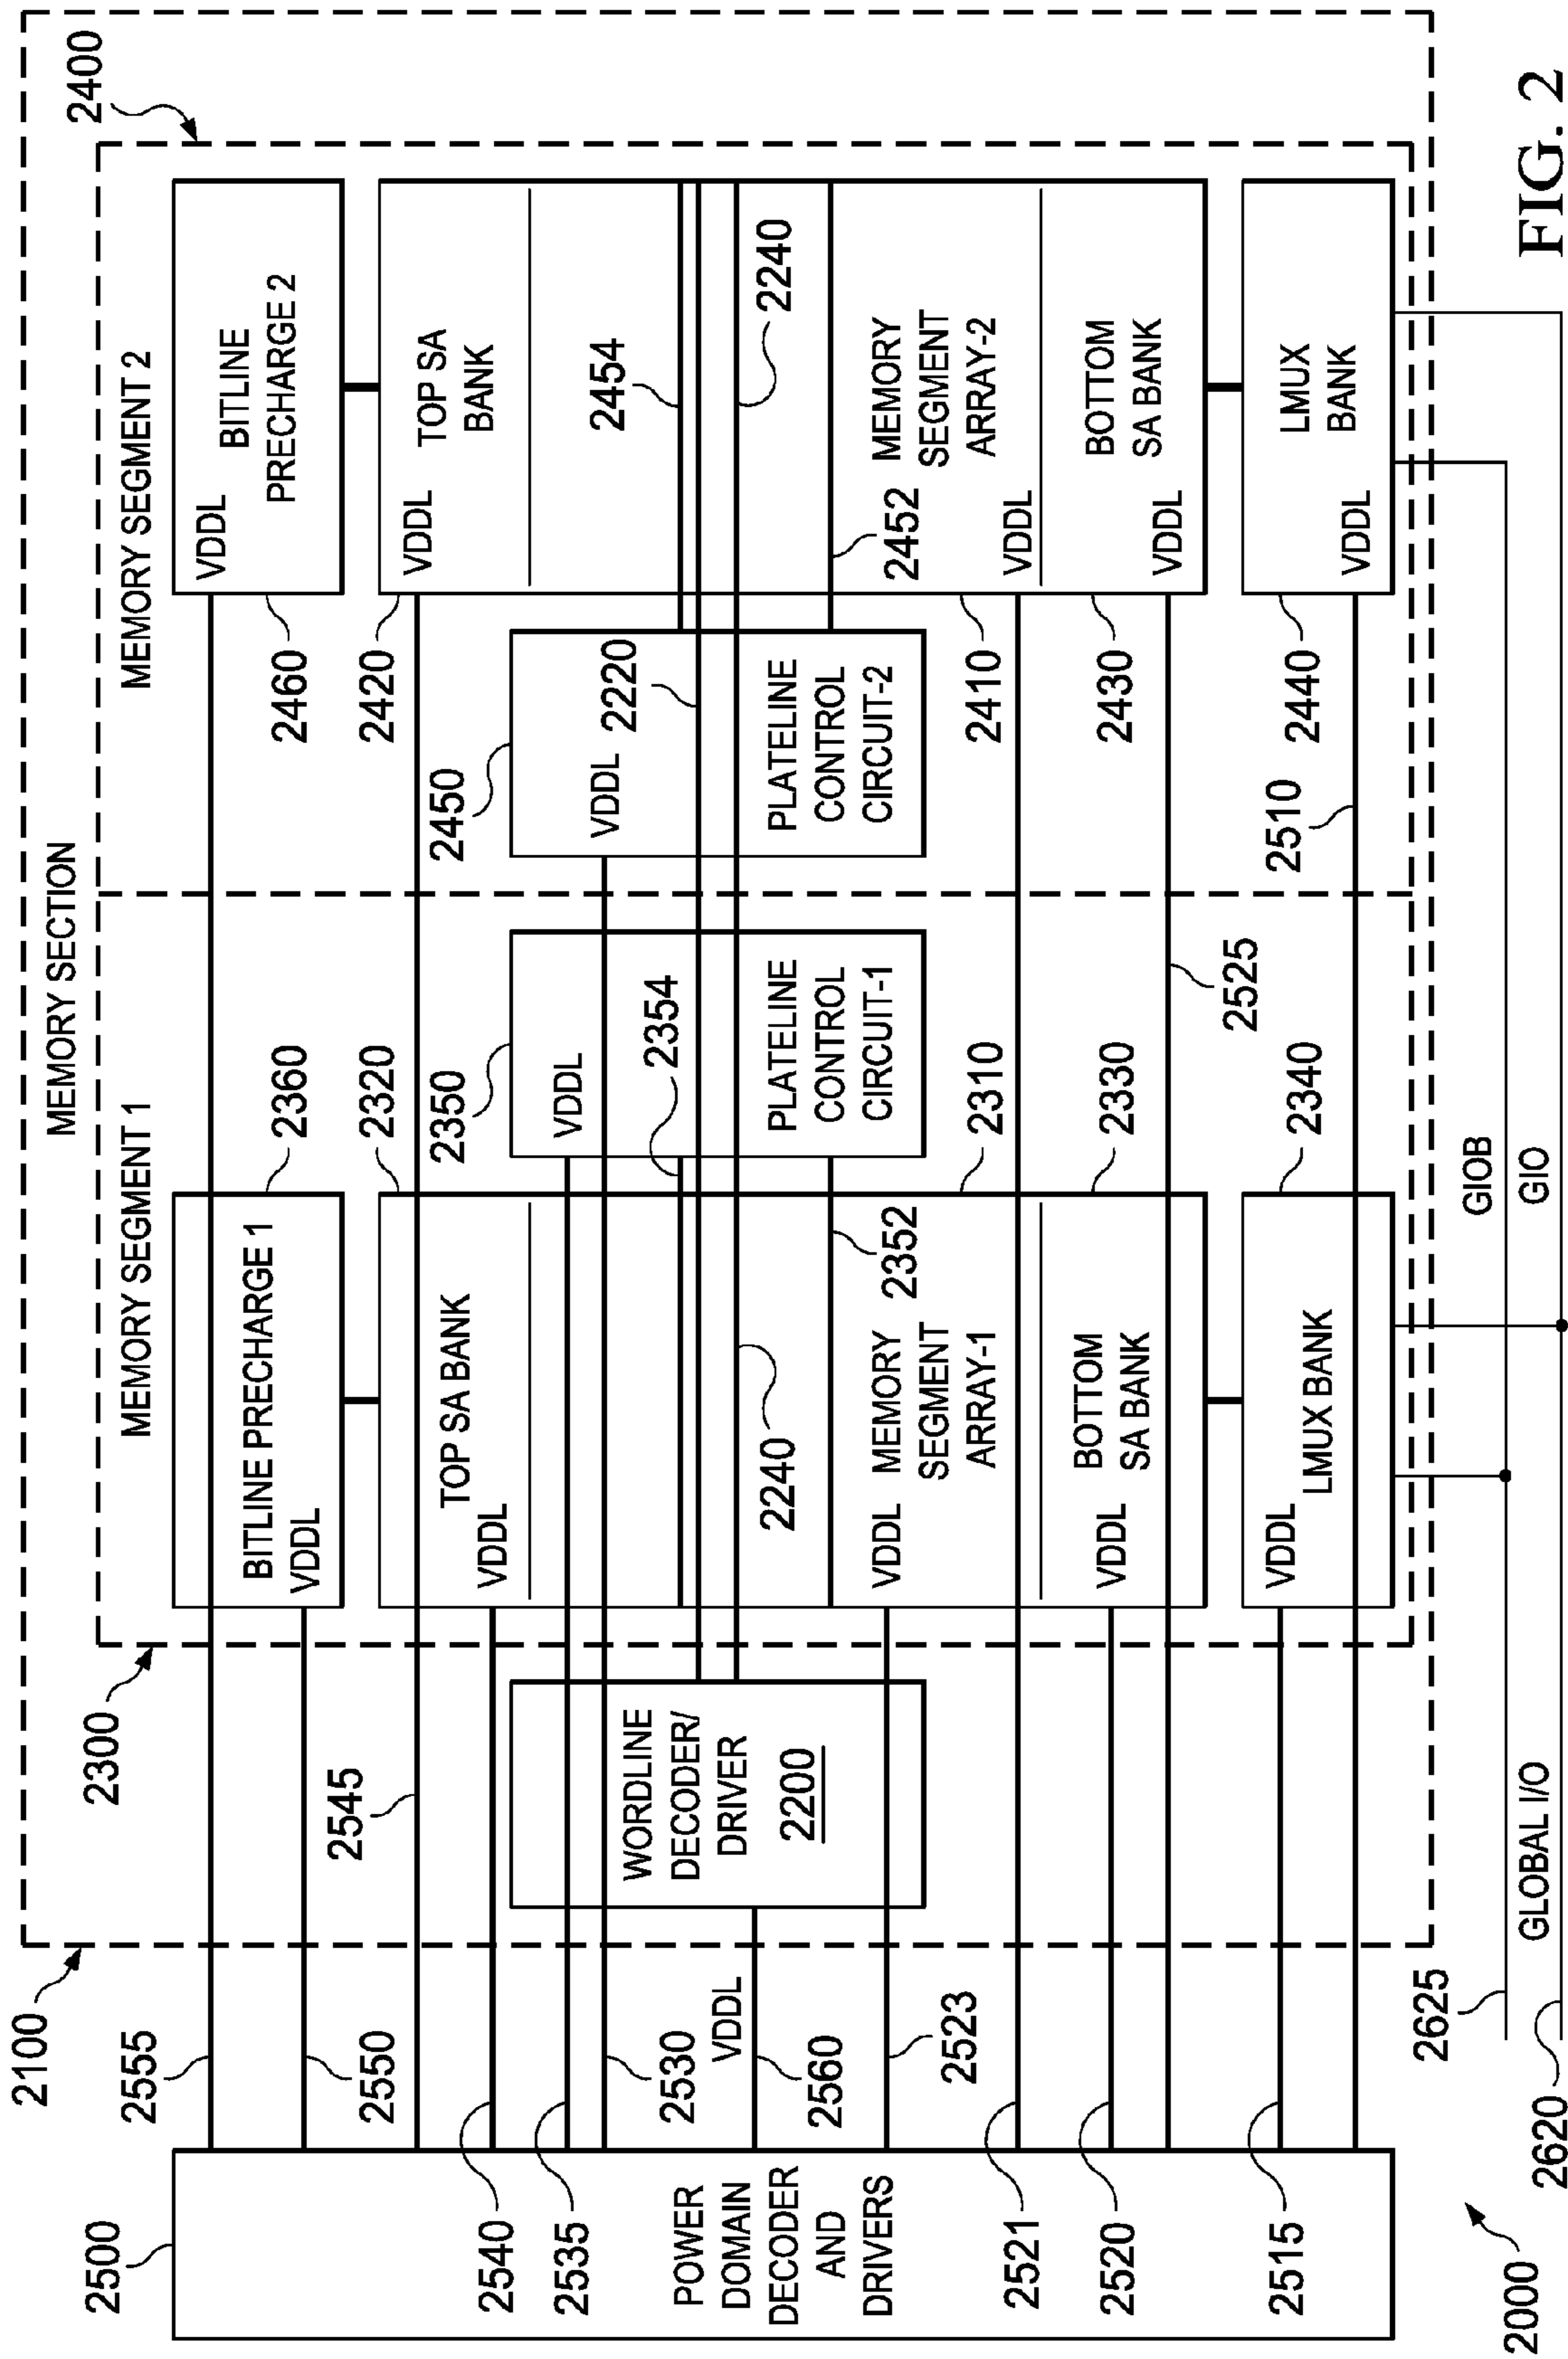 MEMORY SECTION
2100
2300
MEMORY SEGMENT 1
MEMORY SEGMENT 2
2400
2500
POWER
DOMAIN
DECODER
AND
DRIVERS
2555
2550
2545
2540
2535
2530
VDDL
2560
2523
2521
2520
2515
WORDLINE
DECODER/
DRIVER
2200
BITLINE PRECHARGE 1
VDDL
2360
TOP SA BANK
VDDL
2320
2350
VDDL
2354
PLATELINE
CONTROL
CIRCUIT-1
2240
2352
VDDL
MEMORY
SEGMENT
ARRAY-1
2310
BOTTOM
SA BANK
VDDL
2330
VDDL
LMUX BANK
2340
2525
2510
VDDL
BITLINE
PRECHARGE 2
2460
TOP SA
BANK
VDDL
2420
2450
VDDL
2220
PLATELINE
CONTROL
CIRCUIT-2
2454
2240
2452
MEMORY
SEGMENT
ARRAY-2
VDDL
2410
BOTTOM
SA BANK
VDDL
2430
LMUX
BANK
VDDL
2440
GIOB
GIO
GLOBAL I/O
2625
2620
2000
FIG. 2